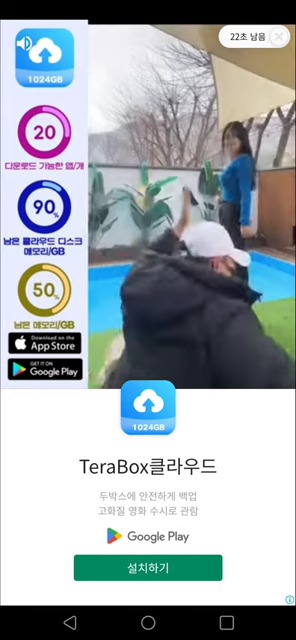 22초 남음
1024GB
20
다운로드 가능한 앱/개
90%
남은 클라우드 디스크
메모리/GB
50%
남은 메모리/GB
Download on the
App Store
GET IT ON
Google Play
1024GB
TeraBox클라우드
두박스에 안전하게 백업
고화질 영화 수시로 관람
Google Play
설치하기